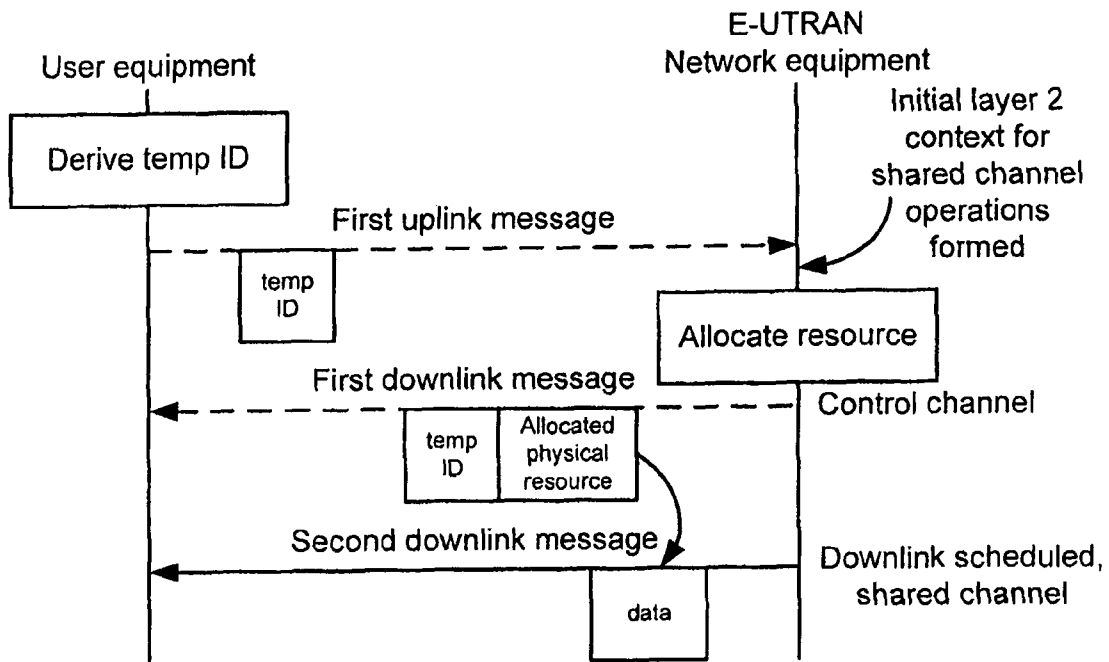 E-UTRAN
User equipment
Network equipment
Initial layer 2
context for
shared channel
operations
formed
Derive temp ID
First uplink message
temp
ID
Allocate resource
First downlink message
Control channel
temp
ID
Allocated
physical
resource
Second downlink message
Downlink scheduled,
shared channel
data